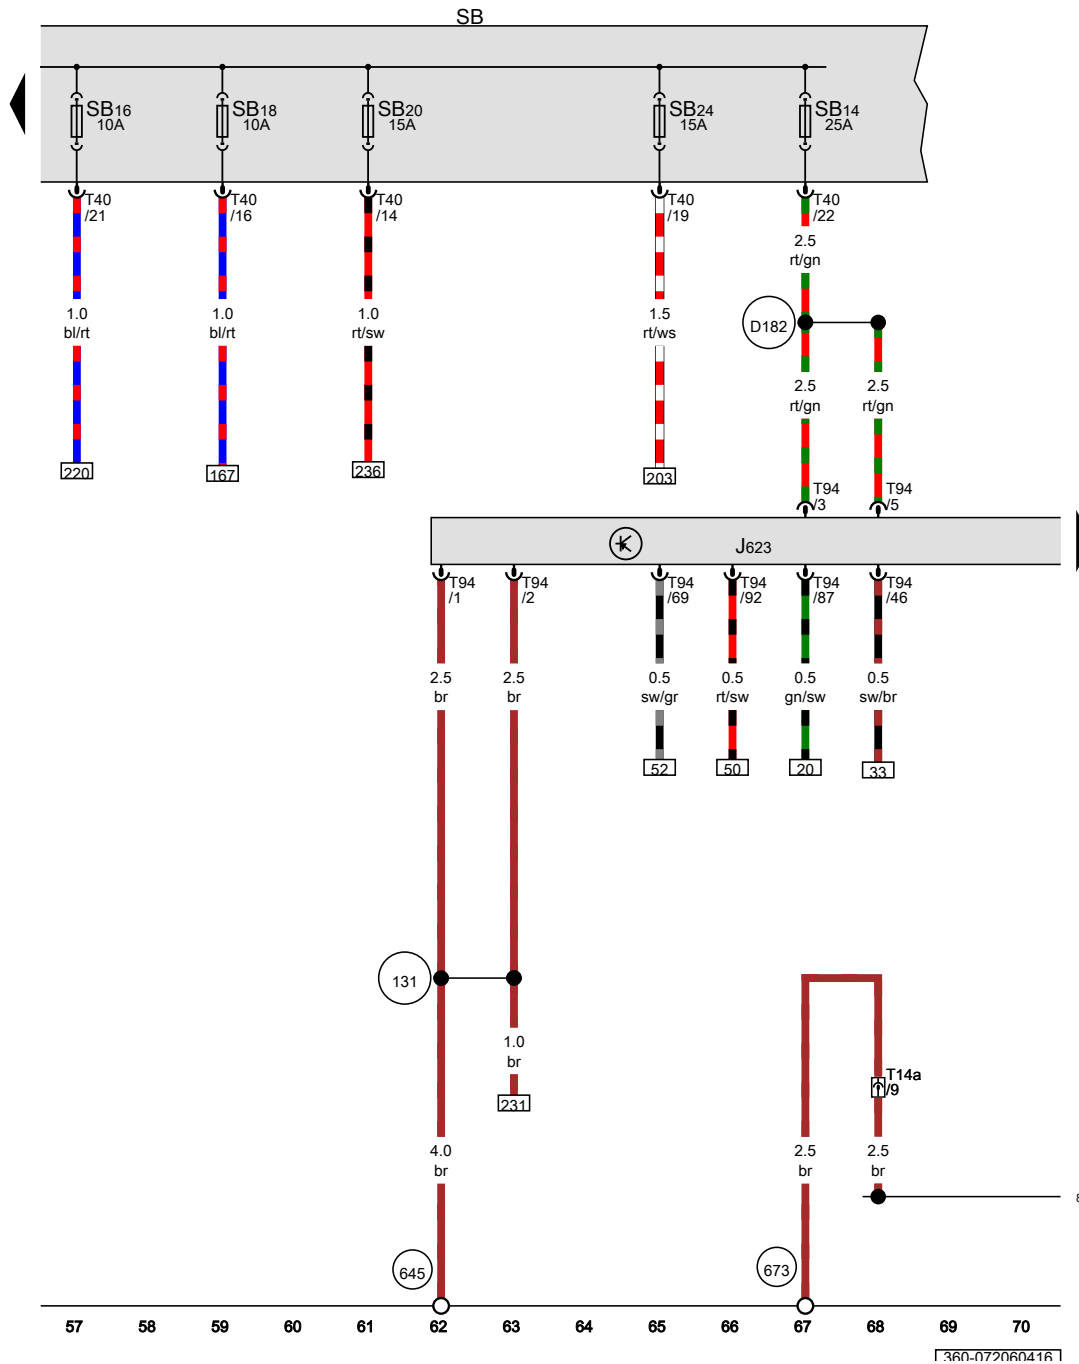 SB
SB16
10A
SB18
10A
SB20
15A
SB24
15A
SB14
25A
T40
/21
T40
/16
T40
/14
T40
/19
T40
/22
2.5
rt/gn
1.0
bl/rt
1.0
bl/rt
1.0
rt/sw
1.5
rt/ws
D182
2.5
rt/gn
2.5
rt/gn
220
167
236
203
T94
/3
T94
/5
J623
T94
/1
T94
/2
T94
/69
T94
/92
T94
/87
T94
/46
2.5
br
2.5
br
0.5
sw/gr
0.5
rt/sw
0.5
gn/sw
0.5
sw/br
52
50
20
33
131
1.0
br
231
T14a
/9
4.0
br
2.5
br
2.5
br
645
673
57 58 59 60 61 62 63 64 65 66 67 68 69 70
360-072060416